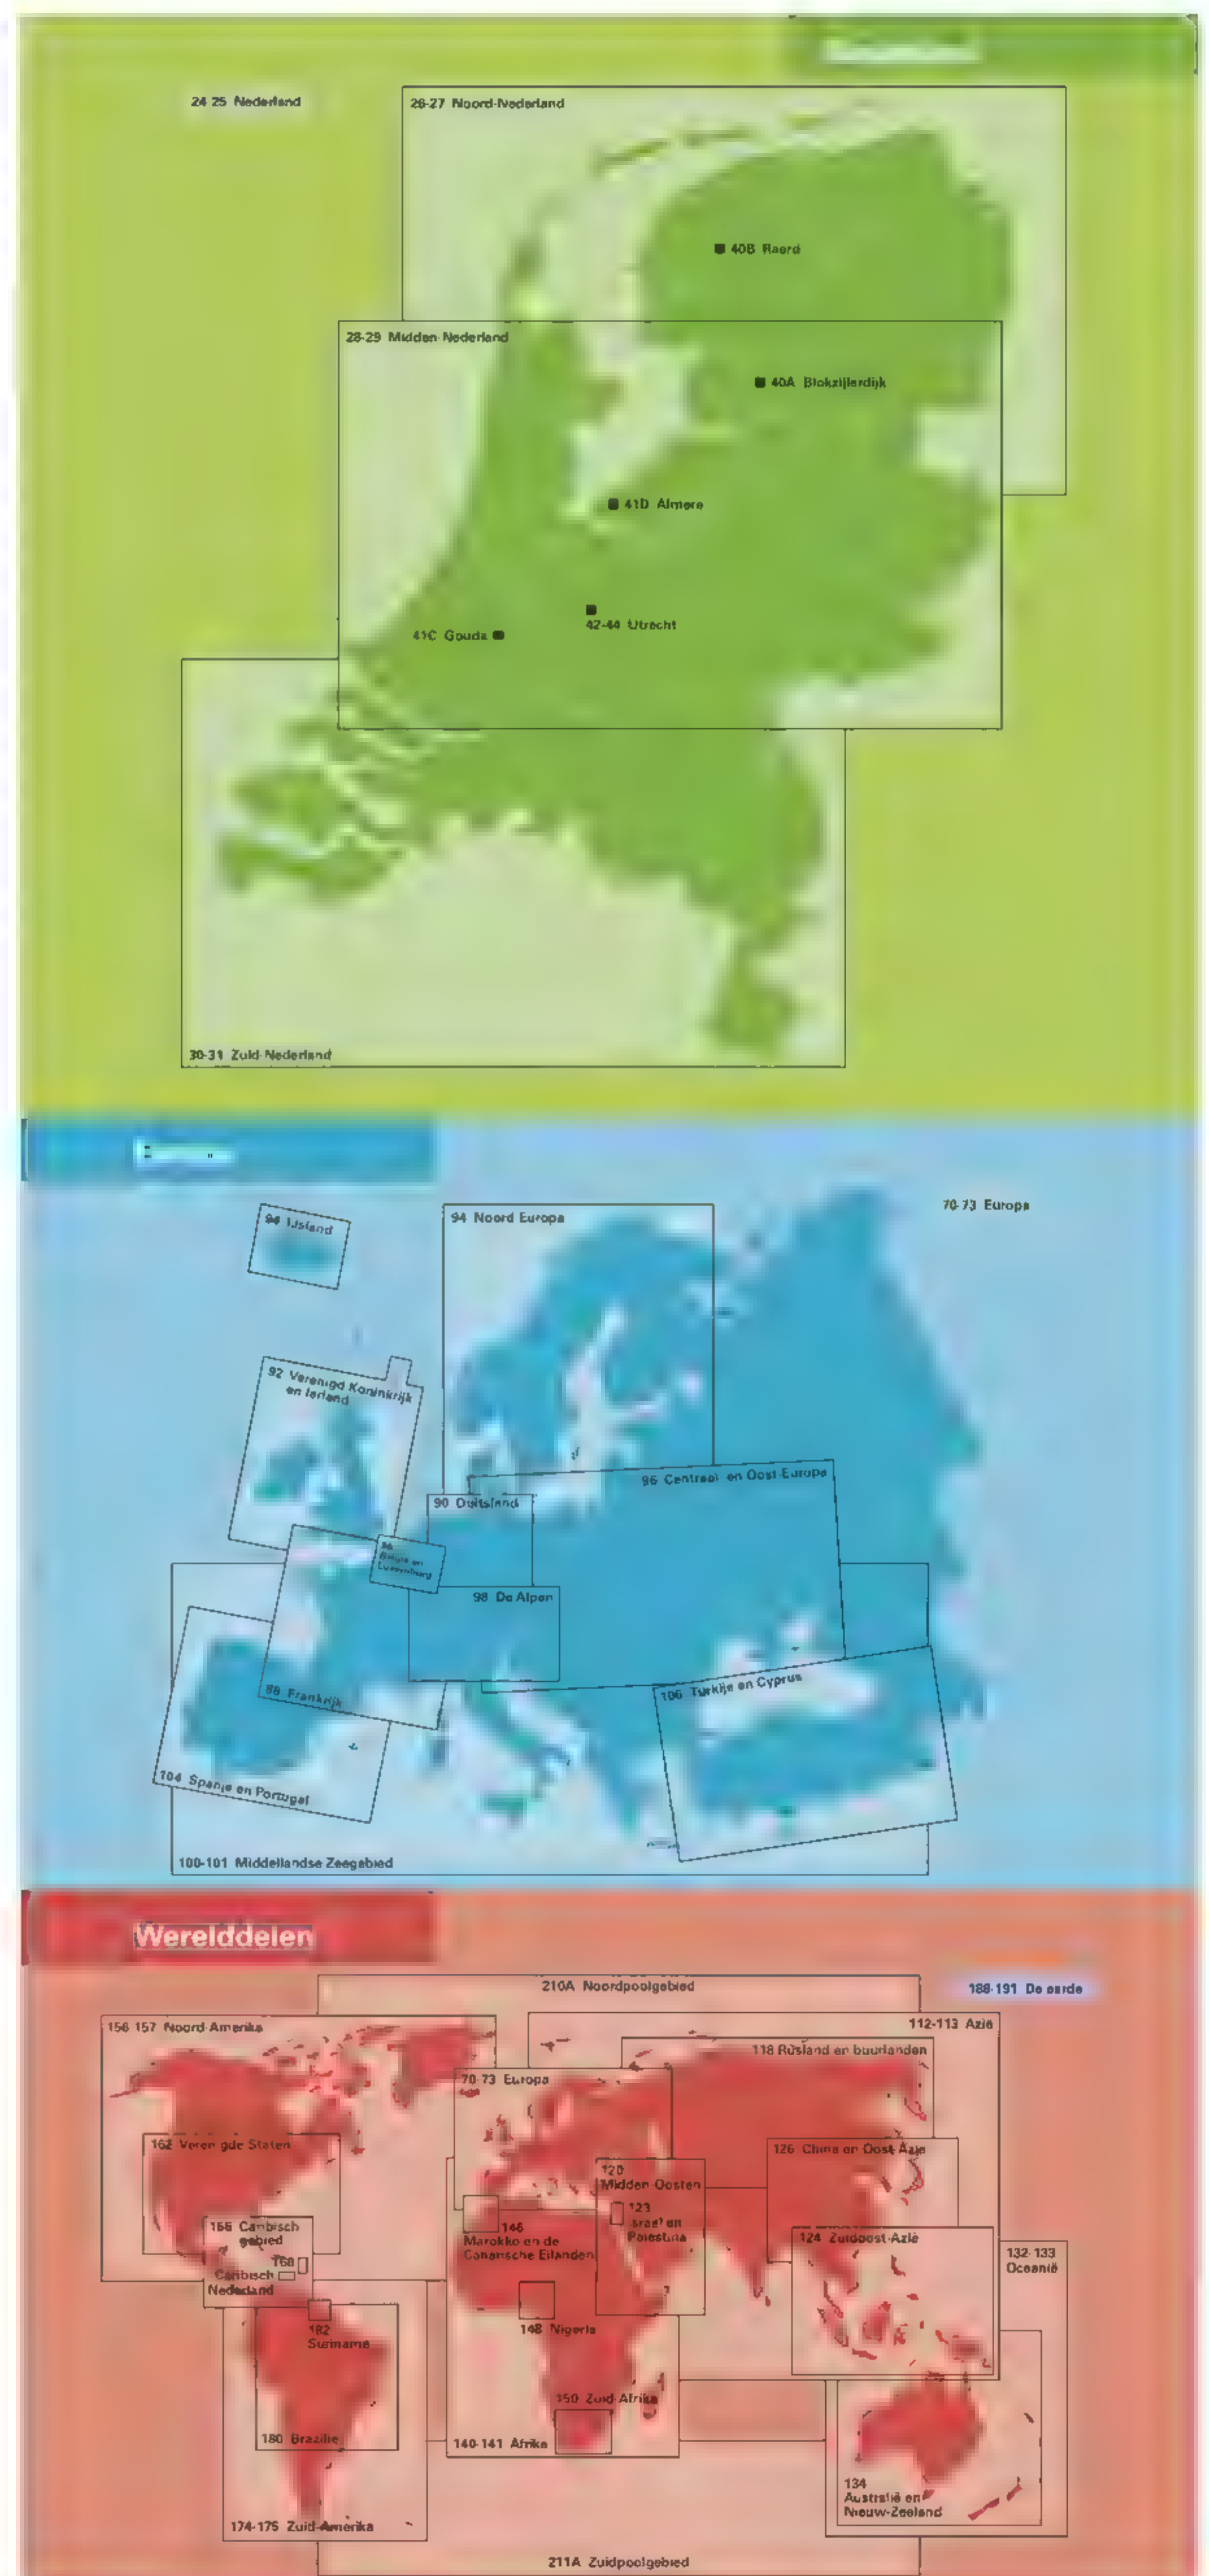 24-25 Nederland
26-27 Noord-Nederland
40B Raerd
28-29 Midden-Nederland
40A Blokzijlerdijk
41D Almere
42-44 Utrecht
41C Gouda
30-31 Zuid-Nederland
70-73 Europa
94 IJsland
94 Noord Europa
92 Verenigd Koninkrijk
en Ierland
96 Centraal- en Oost-Europa
90 Duitsland
België en
Luxemburg
98 De Alpen
88 Frankrijk
106 Turkije en Cyprus
104 Spanje en Portugal
100-101 Middellandse Zeegebied
Werelddelen
210A Noordpoolgebied
188-191 De aarde
156-157 Noord-Amerika
112-113 Azië
118 Rusland en buurlanden
70-73 Europa
162 Verenigde Staten
126 China en Oost-Azië
120
Midden-Oosten
123
Israël en
Palestina
146
Marokko en de
Canarische Eilanden
166 Caribisch
gebied
168
Caribisch
Nederland
124 Zuidoost-Azië
132-133
Oceanië
182
Suriname
148 Nigeria
150 Zuid-Afrika
180 Brazilië
140-141 Afrika
134
Australië en
Nieuw-Zeeland
174-175 Zuid-Amerika
211A Zuidpoolgebied